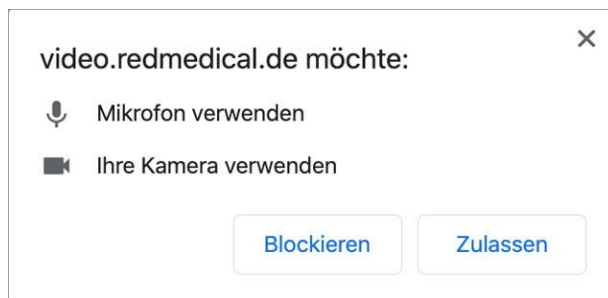 video.redmedical.de möchte:
Mikrofon verwenden
Ihre Kamera verwenden
Blockieren
Zulassen